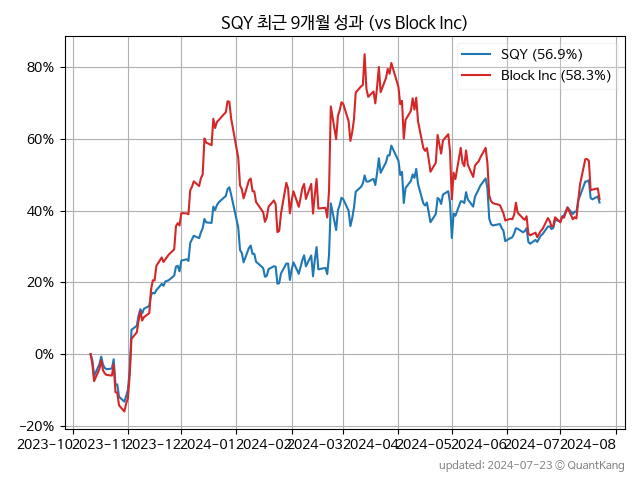 SQY 최근 9개월 성과 (vs Block Inc)
SQY (56.9%)
Block Inc (58.3%)
80%
60%
40%
20%
0%
−20%
2023-10 2023-11 2023-12 2024-01 2024-02 2024-03 2024-04 2024-05 2024-06 2024-07 2024-08
updated: 2024-07-23 © QuantKang